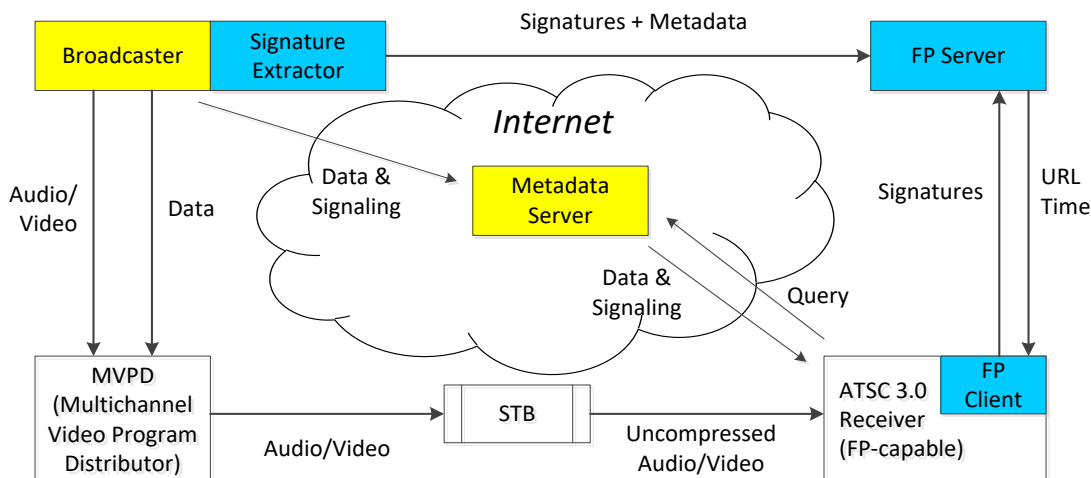 Signatures + Metadata
Broadcaster
Signature
Extractor
FP Server
Internet
Audio/
Video
Data
Data &
Signaling
Metadata
Server
Signatures
URL
Time
Data &
Signaling
Query
MVPD
(Multichannel
Video Program
Distributor)
Audio/Video
STB
Uncompressed
Audio/Video
ATSC 3.0
Receiver
(FP-capable)
FP
Client